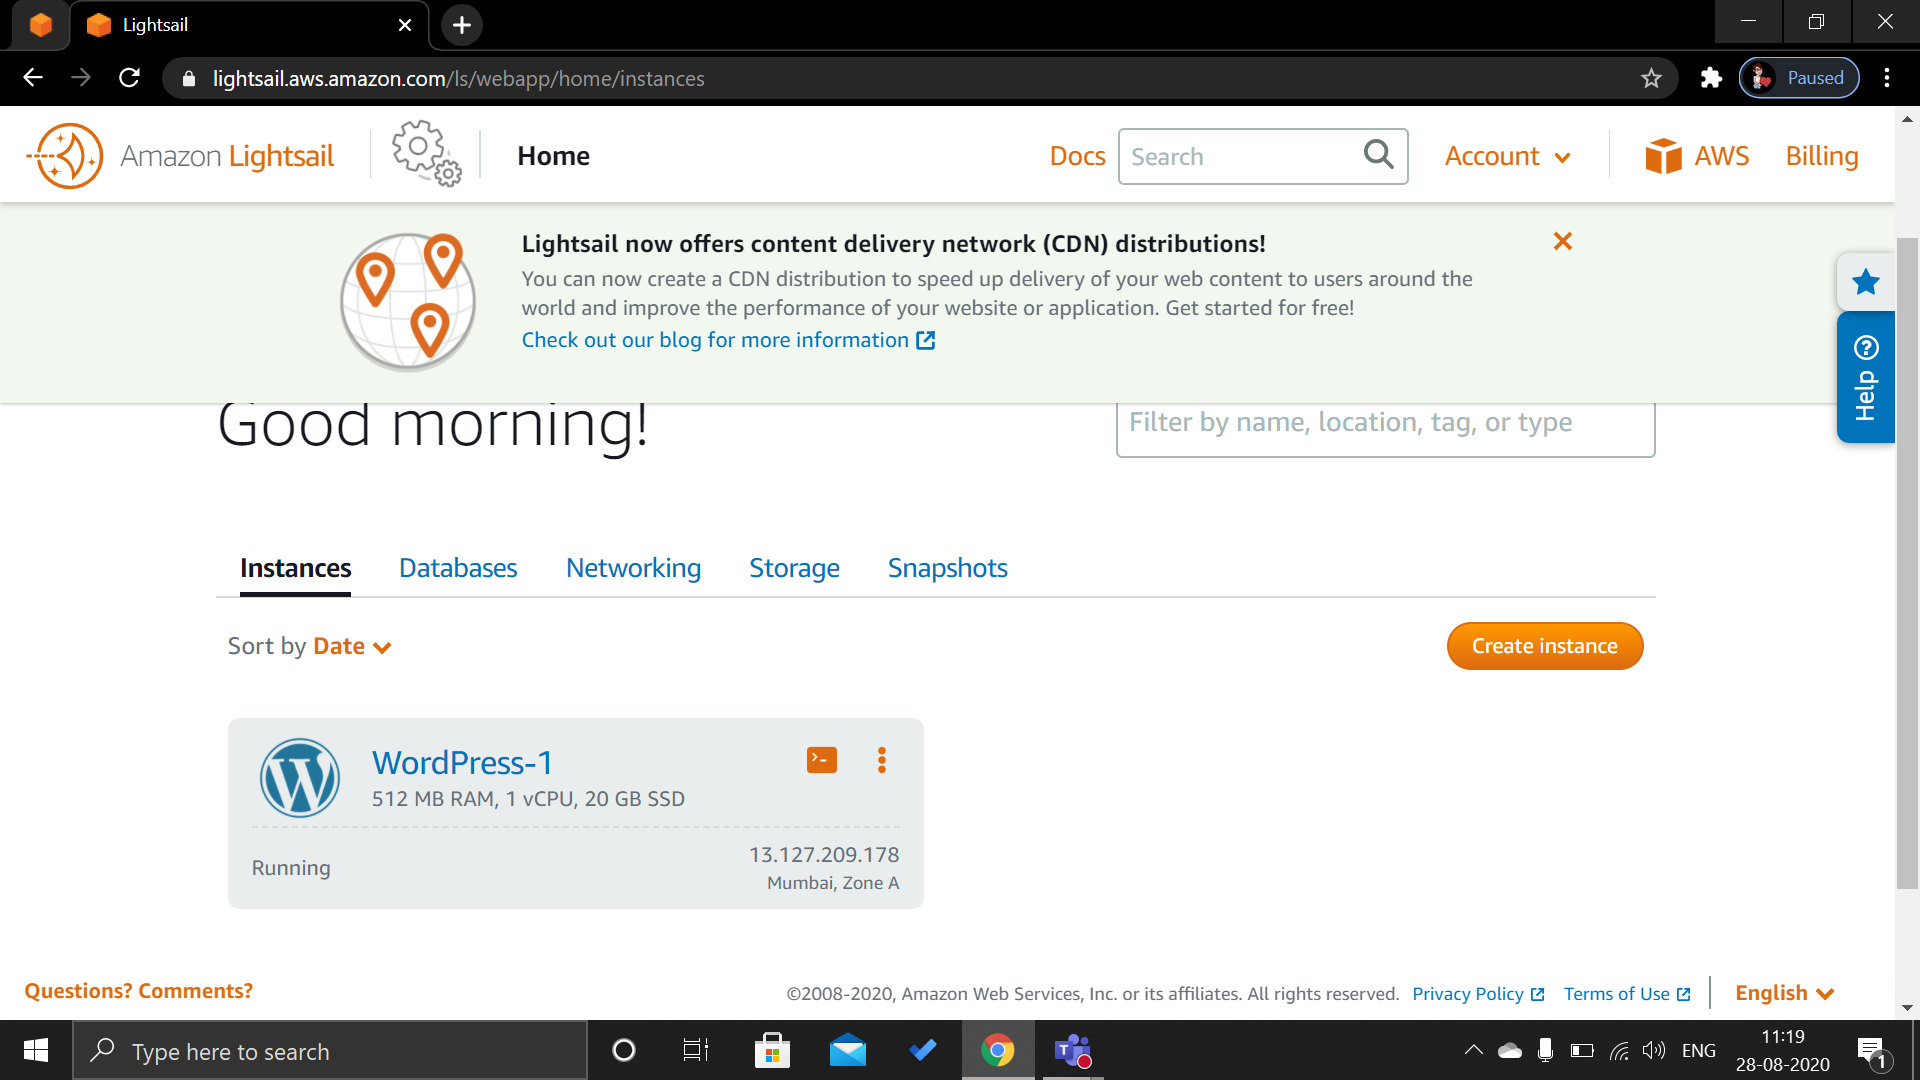 Lightsail
lightsail.aws.amazon.com/ls/webapp/home/instances
Paused
Amazon Lightsail
Home
Docs
Search
Account
AWS
Billing
Lightsail now offers content delivery network (CDN) distributions!
You can now create a CDN distribution to speed up delivery of your web content to users around the
world and improve the performance of your website or application. Get started for free!
Check out our blog for more information
Help
Good morning!
Filter by name, location, tag, or type
Instances
Databases
Networking
Storage
Snapshots
Sort by Date
Create instance
WordPress-1
512 MB RAM, 1 vCPU, 20 GB SSD
Running
13.127.209.178
Mumbai, Zone A
Questions? Comments?
©2008-2020, Amazon Web Services, Inc. or its affiliates. All rights reserved.
Privacy Policy
Terms of Use
English
Type here to search
ENG
11:19
28-08-2020
1